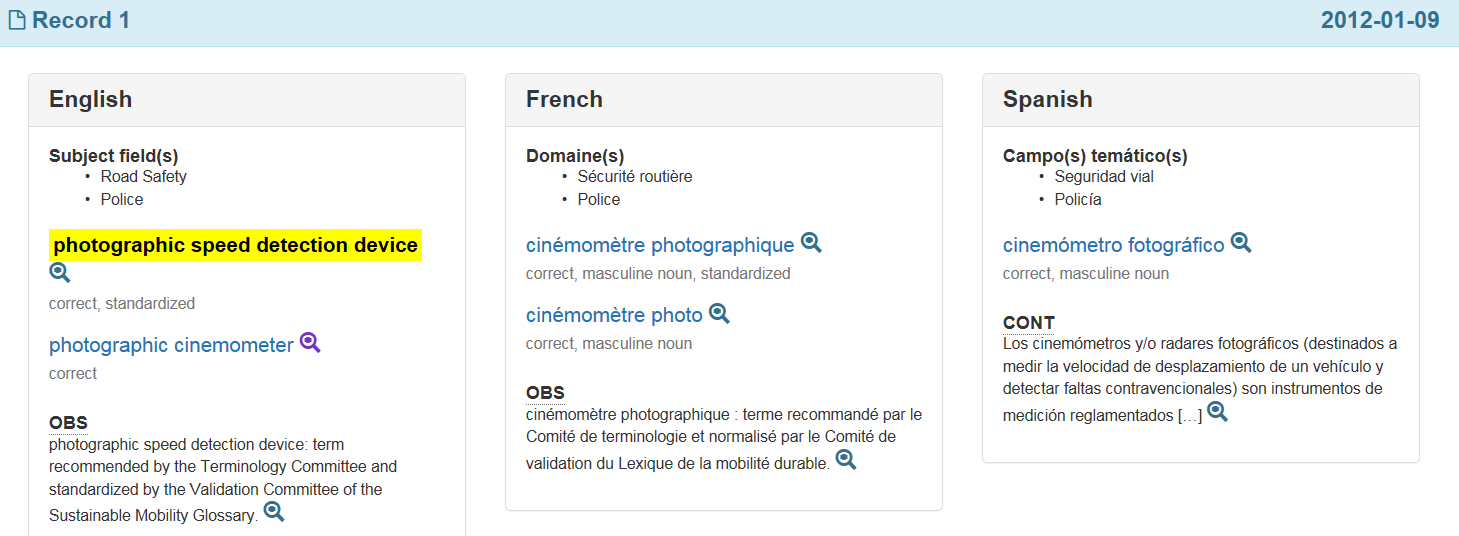 Record 1
2012-01-09
English
Subject field(s)
• Road Safety
• Police
photographic speed detection device
correct, standardized
photographic cinemometer
correct
OBS
photographic speed detection device: term
recommended by the Terminology Committee and
standardized by the Validation Committee of the
Sustainable Mobility Glossary.
French
Domaine(s)
• Sécurité routière
• Police
cinémomètre photographique
correct, masculine noun, standardized
cinémomètre photo
correct, masculine noun
OBS
cinémomètre photographique : terme recommandé par le
Comité de terminologie et normalisé par le Comité de
validation du Lexique de la mobilité durable.
Spanish
Campo(s) temático(s)
• Seguridad vial
• Policía
cinemómetro fotográfico
correct, masculine noun
CONT
Los cinemómetros y/o radares fotográficos (destinados a
medir la velocidad de desplazamiento de un vehículo y
detectar faltas contravencionales) son instrumentos de
medición reglamentados […]